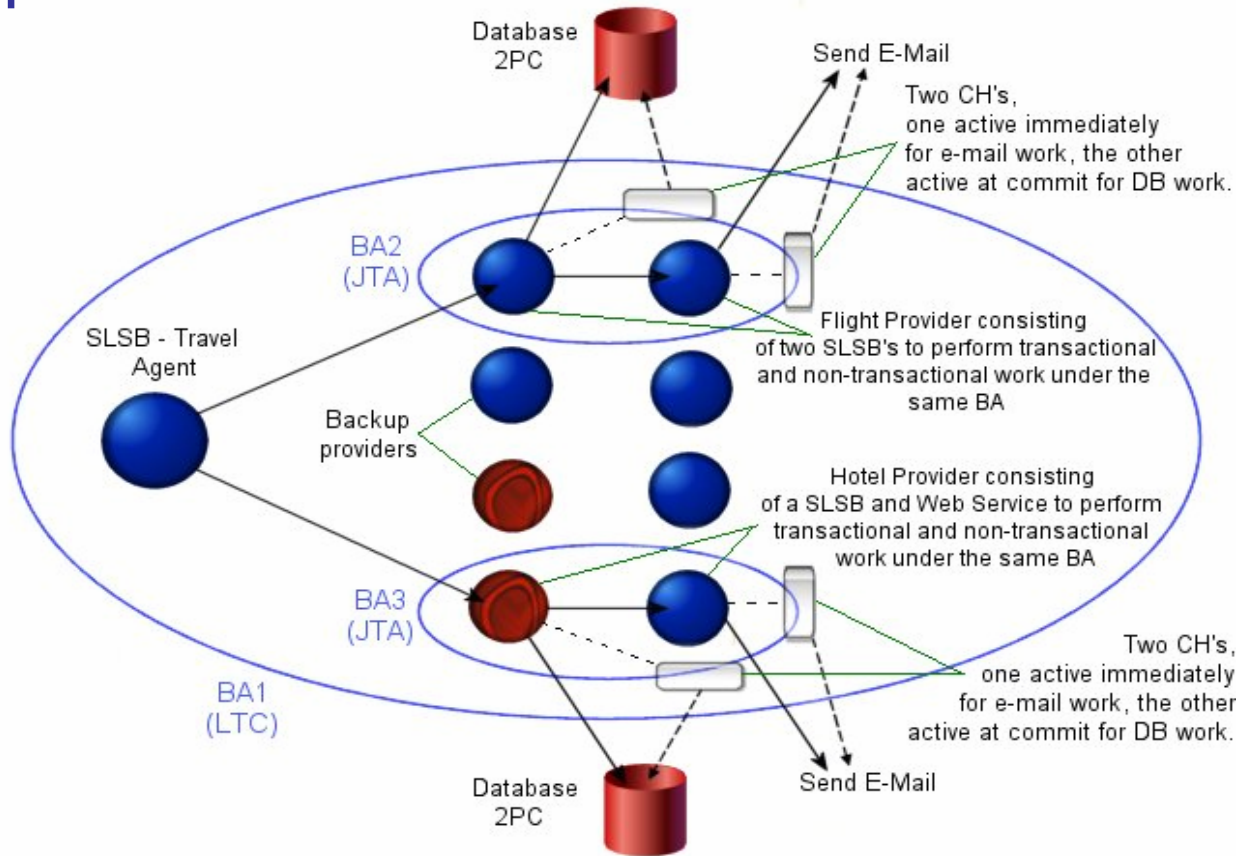 Database
2PC
Send E-Mail
Two CH's,
one active immediately
for e-mail work, the other
active at commit for DB work.
BA2
(JTA)
SLSB - Travel
Agent
Flight Provider consisting
of two SLSB's to perform transactional
and non-transactional work under the
same BA
Backup
providers
Hotel Provider consisting
of a SLSB and Web Service to perform
transactional and non-transactional
work under the same BA
BA3
(JTA)
BA1
(LTC)
Two CH's,
one active immediately
for e-mail work, the other
active at commit for DB work.
Database
2PC
Send E-Mail